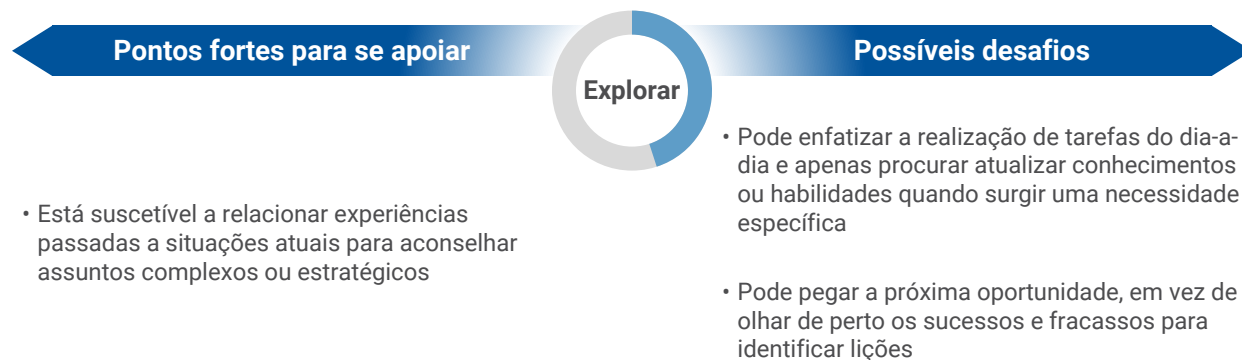 Pontos fortes para se apoiar
Explorar
Possíveis desafios
• Está suscetível a relacionar experiências
passadas a situações atuais para aconselhar
assuntos complexos ou estratégicos
• Pode enfatizar a realização de tarefas do dia-a-
dia e apenas procurar atualizar conhecimentos
ou habilidades quando surgir uma necessidade
específica
• Pode pegar a próxima oportunidade, em vez de
olhar de perto os sucessos e fracassos para
identificar lições